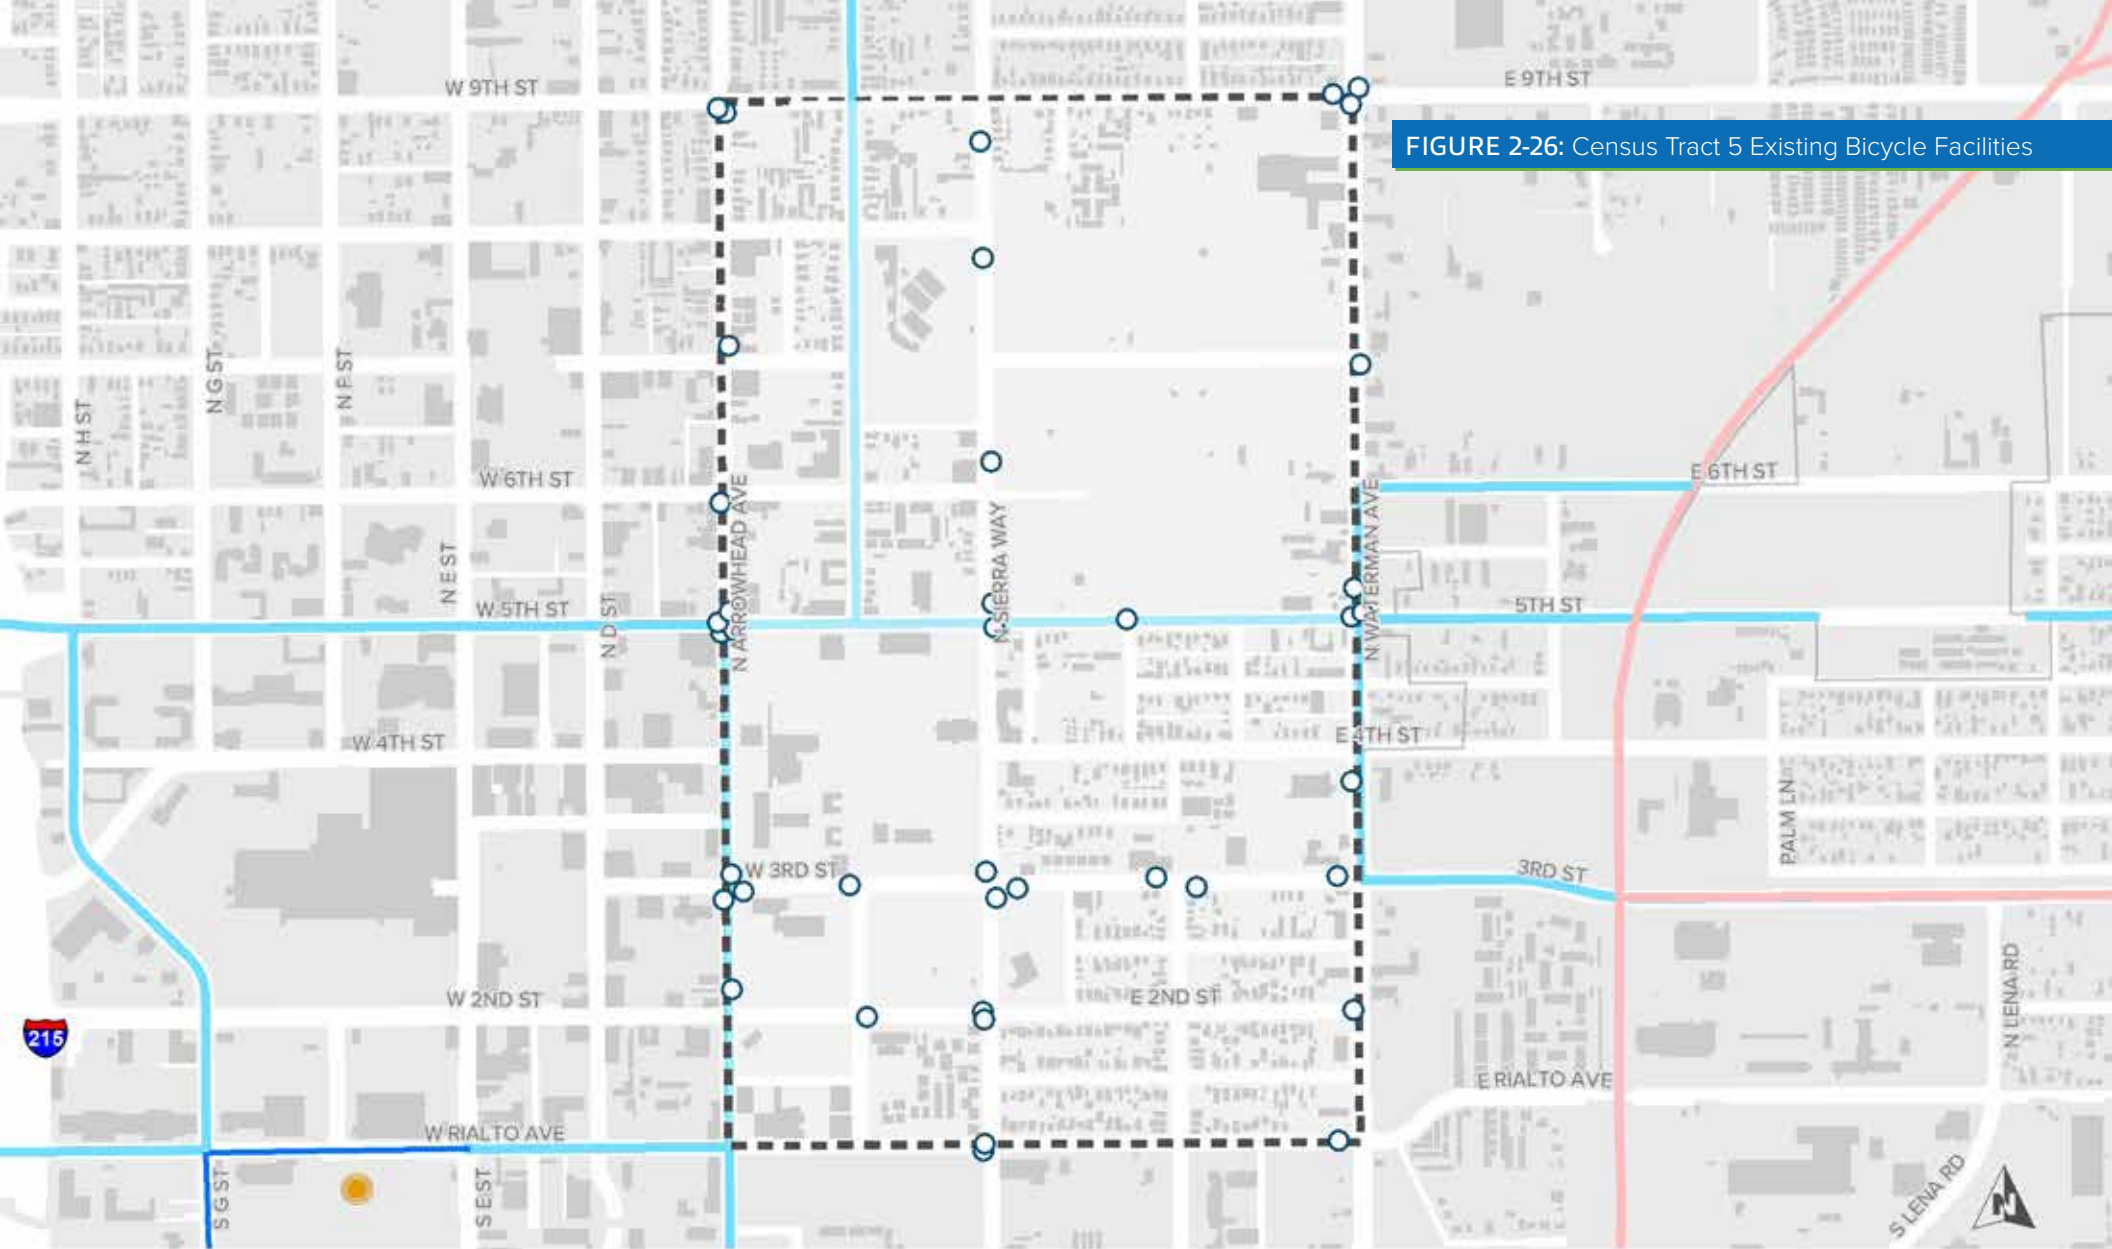 W 9TH ST
E 9TH ST
FIGURE 2-26: Census Tract 5 Existing Bicycle Facilities
N H ST
N G ST
N F ST
W 6TH ST
E 6TH ST
N ARROWHEAD AVE
N SIERRA WAY
N WATERMAN AVE
N E ST
W 5TH ST
N D ST
5TH ST
W 4TH ST
E 4TH ST
PALM LN
W 3RD ST
3RD ST
W 2ND ST
E 2ND ST
N LENA RD
215
E RIALTO AVE
W RIALTO AVE
S G ST
S E ST
S LENA RD
N